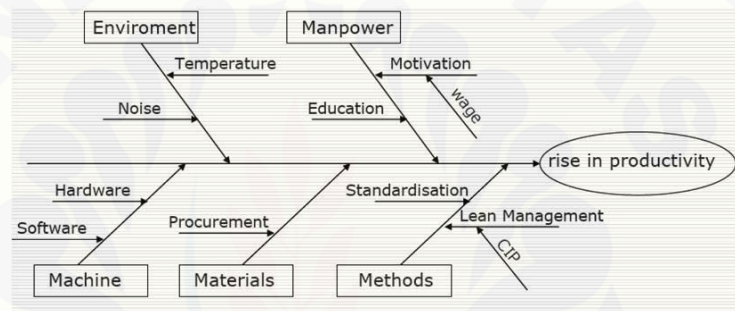 Enviroment
Manpower
Temperature
Motivation
Noise
Education
wage
rise in productivity
Hardware
Standardisation
Software
Procurement
Lean Management
CIP
Machine
Materials
Methods